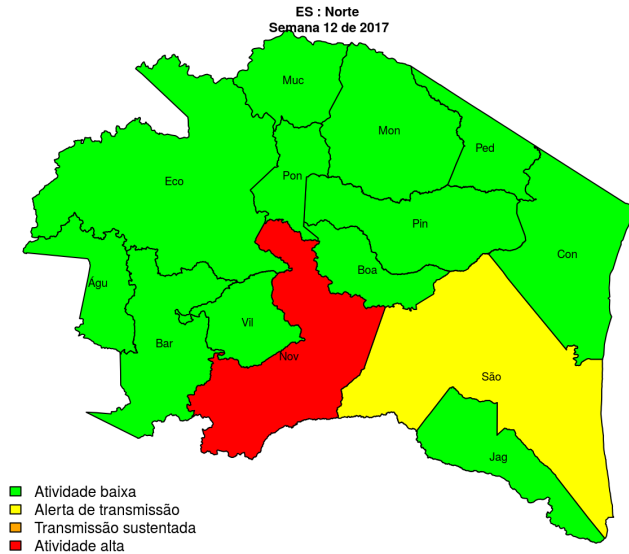 ES : Norte
Semana 12 de 2017
Muc
Mon
Ped
Eco
Pon
Pin
Con
Boa
Águ
Vil
Bar
Nov
São
Jag
Atividade baixa
Alerta de transmissão
Transmissão sustentada
Atividade alta